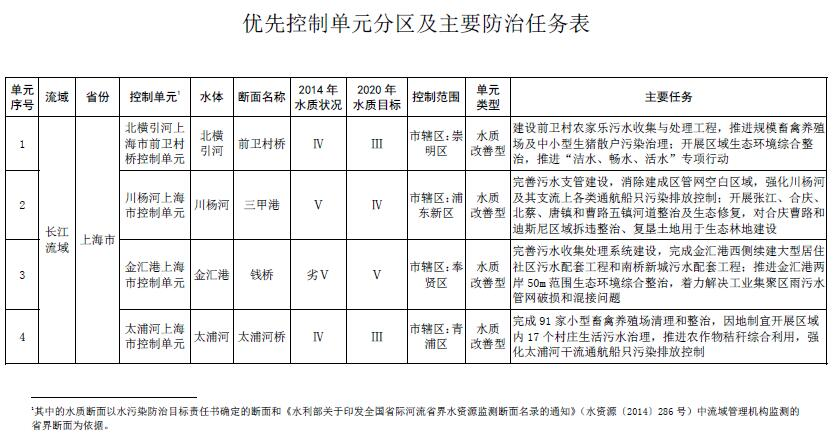 优先控制单元分区及主要防治任务表
单元
序号
流域
省份
控制单元1
水体
断面名称
2014 年
水质状况
2020 年
水质目标
控制范围
单元
类型
主要任务
长江
流域
上海市
1
北横引河上
海市前卫村
桥控制单元
北横
引河
前卫村桥
Ⅳ
Ⅲ
市辖区:崇
明区
水质
改善型
建设前卫村农家乐污水收集与处理工程,推进规模畜禽养殖
场及中小型生猪散户污染治理;开展区域生态环境综合整
治,推进“洁水、畅水、活水”专项行动
2
川杨河上海
市控制单元
川杨河
三甲港
Ⅴ
Ⅳ
市辖区:浦
东新区
水质
改善型
完善污水支管建设,消除建成区管网空白区域,强化川杨河
及其支流上各类通航船只污染排放控制;开展张江、合庆、
北蔡、唐镇和曹路五镇河道整治及生态修复,对合庆曹路和
迪斯尼区域拆违整治、复垦土地用于生态林地建设
3
金汇港上海
市控制单元
金汇港
钱桥
劣Ⅴ
Ⅴ
市辖区:奉
贤区
水质
改善型
完善污水收集处理系统建设,完成金汇港西侧续建大型居住
社区污水配套工程和南桥新城污水配套工程;推进金汇港两
岸 50m 范围生态环境综合整治,着力解决工业集聚区雨污水
管网破损和混接问题
4
太浦河上海
市控制单元
太浦河
太浦河桥
Ⅳ
Ⅲ
市辖区:青
浦区
水质
改善型
完成 91 家小型畜禽养殖场清理和整治,因地制宜开展区域
内 17 个村庄生活污水治理,推进农作物秸秆综合利用,强
化太浦河干流通航船只污染排放控制
1其中的水质断面以水污染防治目标责任书确定的断面和《水利部关于印发全国省际河流省界水资源监测断面名录的通知》(水资源〔2014〕286 号)中流域管理机构监测的
省界断面为依据。